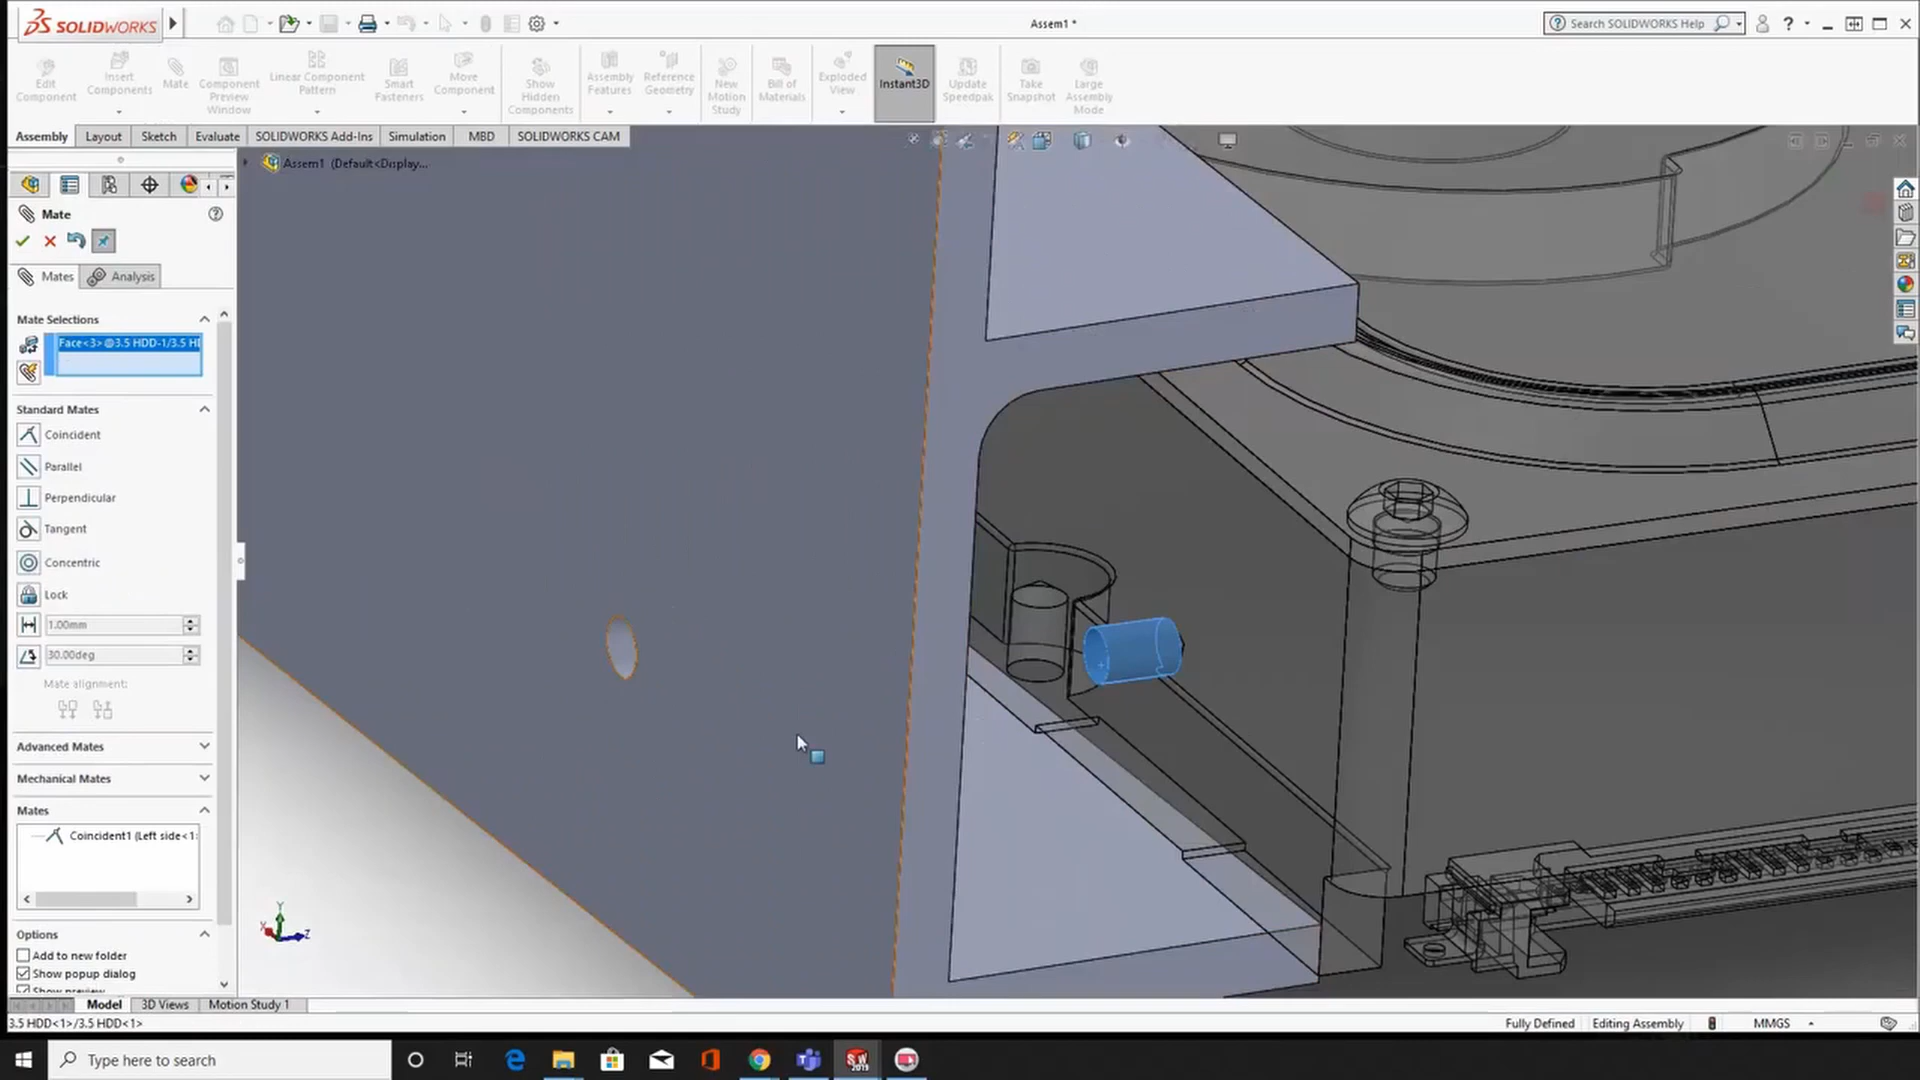 SOLIDWORKS
Assem1 *
Search SOLIDWORKS Help
Edit Component
Insert Components
Mate
Component Preview Window
Linear Component Pattern
Smart Fasteners
Move Component
Show Hidden Components
Assembly Features
Reference Geometry
New Motion Study
Bill of Materials
Exploded View
Instant3D
Update Speedpak
Take Snapshot
Large Assembly Mode
Assembly
Layout
Sketch
Evaluate
SOLIDWORKS Add-Ins
Simulation
MBD
SOLIDWORKS CAM
Assem1 (Default<Display...
Mate
Mates
Analysis
Mate Selections
Face<3>@3.5 HDD-1/3.5 HI
Standard Mates
Coincident
Parallel
Perpendicular
Tangent
Concentric
Lock
1.00mm
30.00deg
Mate alignment:
Advanced Mates
Mechanical Mates
Mates
Coincident1 (Left side<1:
Options
Add to new folder
Show popup dialog
Show preview
Y
X
Z
Model
3D Views
Motion Study 1
3.5 HDD<1>/3.5 HDD<1>
Fully Defined
Editing Assembly
MMGS
Type here to search
SW
2019